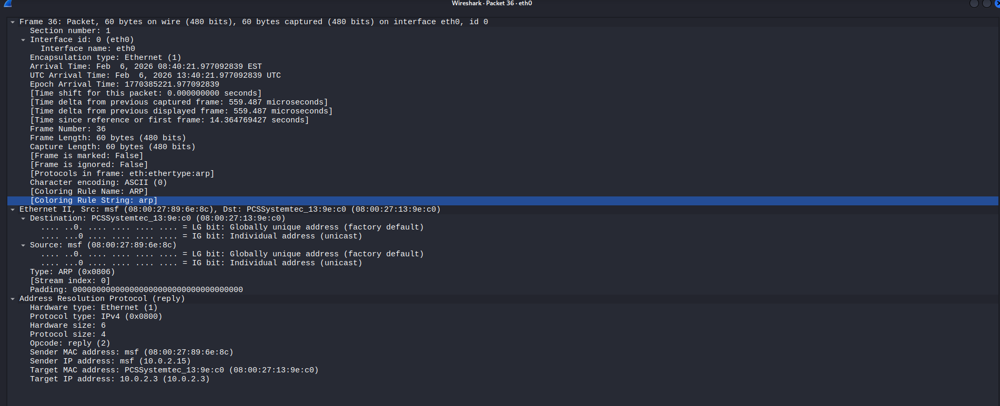 Wireshark · Packet 36 · eth0
Frame 36: Packet, 60 bytes on wire (480 bits), 60 bytes captured (480 bits) on interface eth0, id 0
Section number: 1
Interface id: 0 (eth0)
Interface name: eth0
Encapsulation type: Ethernet (1)
Arrival Time: Feb  6, 2026 08:40:21.977092839 EST
UTC Arrival Time: Feb  6, 2026 13:40:21.977092839 UTC
Epoch Arrival Time: 1770385221.977092839
[Time shift for this packet: 0.000000000 seconds]
[Time delta from previous captured frame: 559.487 microseconds]
[Time delta from previous displayed frame: 559.487 microseconds]
[Time since reference or first frame: 14.364769427 seconds]
Frame Number: 36
Frame Length: 60 bytes (480 bits)
Capture Length: 60 bytes (480 bits)
[Frame is marked: False]
[Frame is ignored: False]
[Protocols in frame: eth:ethertype:arp]
Character encoding: ASCII (0)
[Coloring Rule Name: ARP]
[Coloring Rule String: arp]
Ethernet II, Src: msf (08:00:27:89:6e:8c), Dst: PCSSystemtec_13:9e:c0 (08:00:27:13:9e:c0)
Destination: PCSSystemtec_13:9e:c0 (08:00:27:13:9e:c0)
.... ..0. .... .... .... .... = LG bit: Globally unique address (factory default)
.... ...0 .... .... .... .... = IG bit: Individual address (unicast)
Source: msf (08:00:27:89:6e:8c)
.... ..0. .... .... .... .... = LG bit: Globally unique address (factory default)
.... ...0 .... .... .... .... = IG bit: Individual address (unicast)
Type: ARP (0x0806)
[Stream index: 0]
Padding: 000000000000000000000000000000000000
Address Resolution Protocol (reply)
Hardware type: Ethernet (1)
Protocol type: IPv4 (0x0800)
Hardware size: 6
Protocol size: 4
Opcode: reply (2)
Sender MAC address: msf (08:00:27:89:6e:8c)
Sender IP address: msf (10.0.2.15)
Target MAC address: PCSSystemtec_13:9e:c0 (08:00:27:13:9e:c0)
Target IP address: 10.0.2.3 (10.0.2.3)